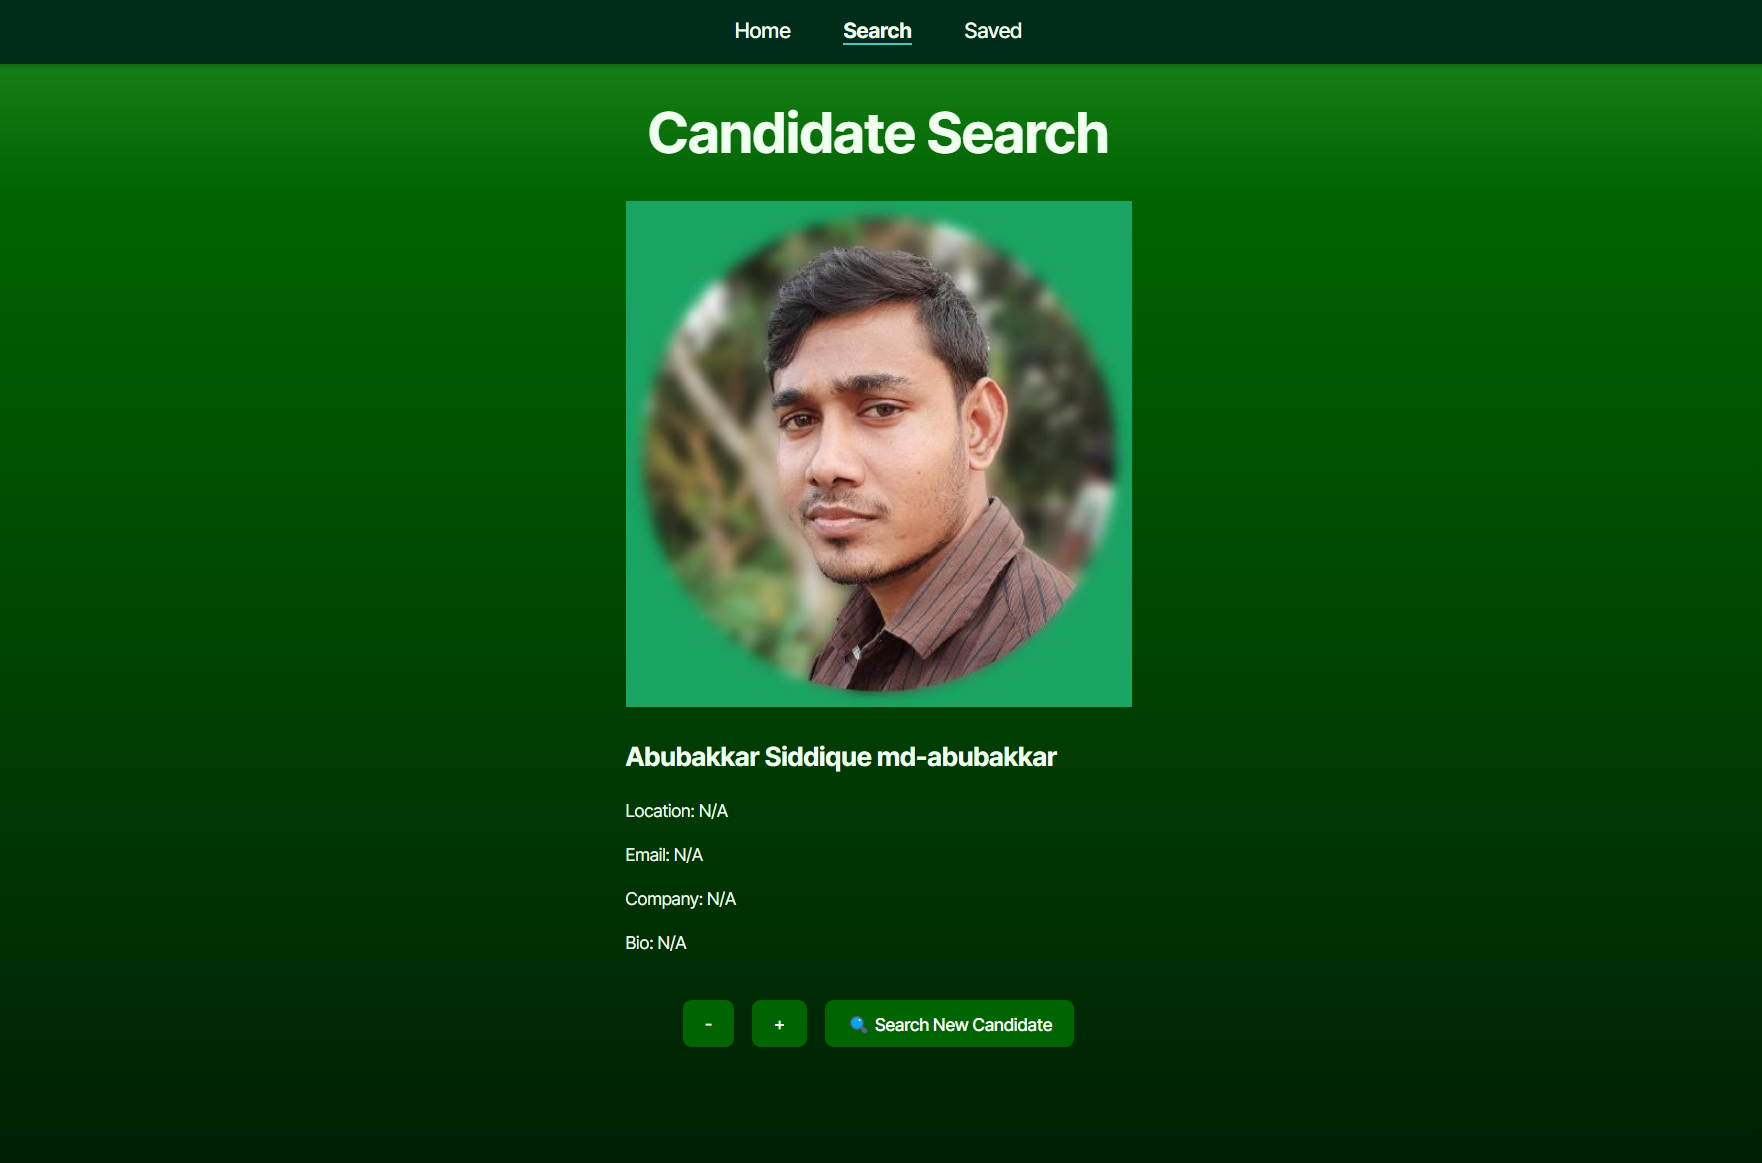 Home Search Saved
Candidate Search
Abubakkar Siddique md-abubakkar
Location: N/A
Email: N/A
Company: N/A
Bio: N/A
- + 🔍 Search New Candidate